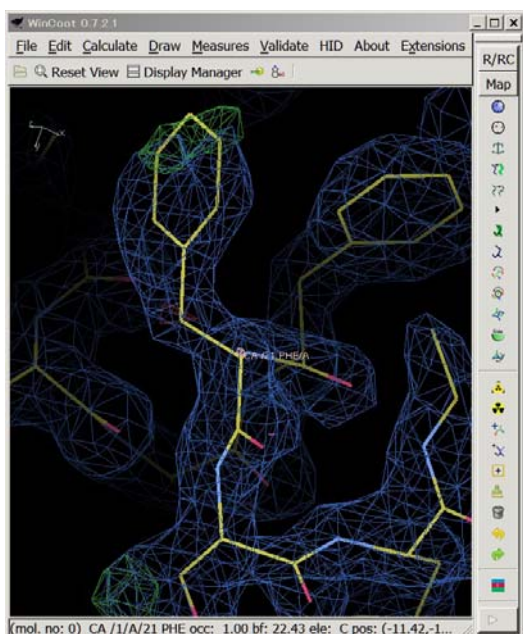 WinCoot 0.7.2.1
File Edit Calculate Draw Measures Validate HID About Extensions
Reset View Display Manager
R/RC
Map
CA /21 PHE/A
(mol. no: 0) CA /1/A/21 PHE occ: 1.00 bf: 22.43 ele: C pos: (-11.42,-1...